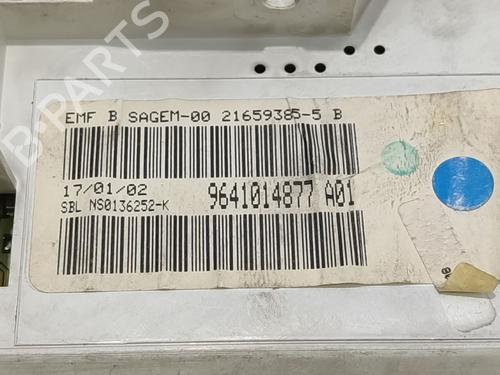 B-PARTS
EMF B SAGEM-00 21659385-5 B
17/01/02 9641014877 A01
SBL NS0136252-K